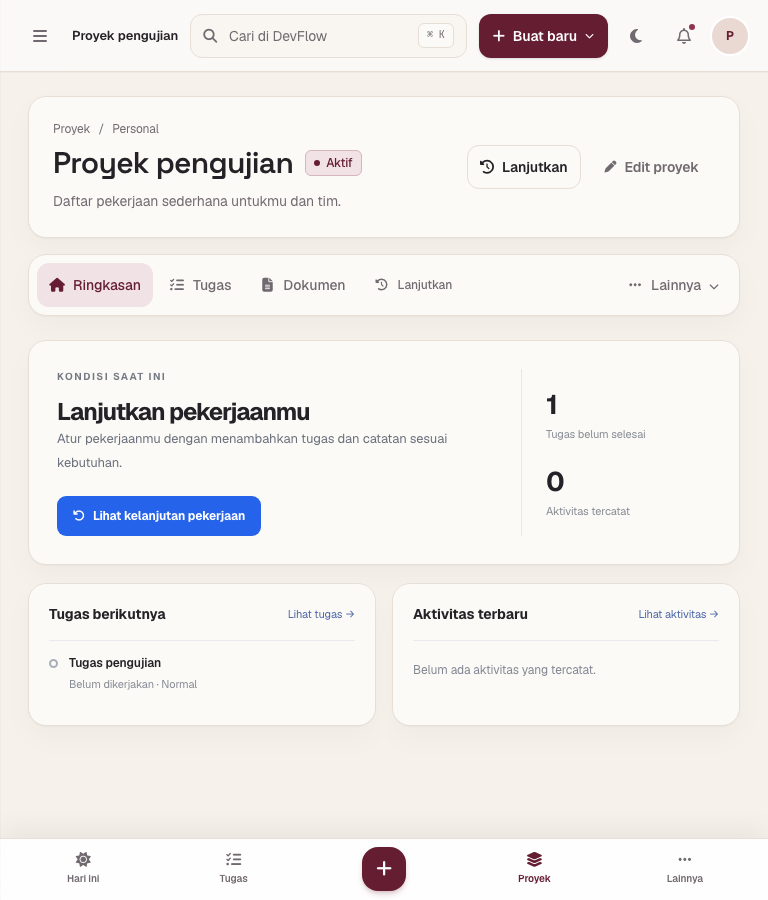 Proyek pengujian
Cari di DevFlow
⌘ K
Buat baru
P
Proyek / Personal
Proyek pengujian
Aktif
Daftar pekerjaan sederhana untukmu dan tim.
Lanjutkan
Edit proyek
Ringkasan
Tugas
Dokumen
Lanjutkan
Lainnya
KONDISI SAAT INI
Lanjutkan pekerjaanmu
Atur pekerjaanmu dengan menambahkan tugas dan catatan sesuai
kebutuhan.
Lihat kelanjutan pekerjaan
1
Tugas belum selesai
0
Aktivitas tercatat
Tugas berikutnya
Lihat tugas →
Tugas pengujian
Belum dikerjakan · Normal
Aktivitas terbaru
Lihat aktivitas →
Belum ada aktivitas yang tercatat.
Hari ini
Tugas
Proyek
Lainnya